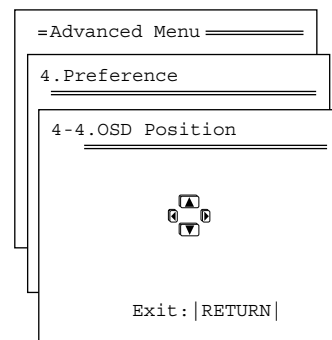 =Advanced Menu
4.Preference
4-4.OSD Position
Exit:|RETURN|